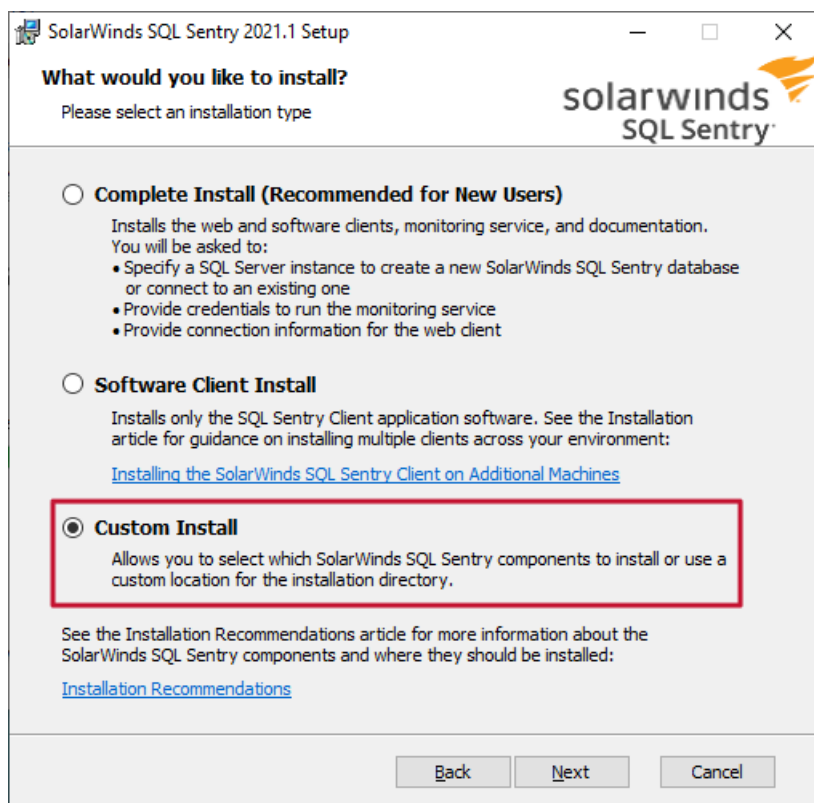 SolarWinds SQL Sentry 2021.1 Setup
What would you like to install?
Please select an installation type
solarwinds
SQL Sentry
Complete Install (Recommended for New Users)
Installs the web and software clients, monitoring service, and documentation.
You will be asked to:
• Specify a SQL Server instance to create a new SolarWinds SQL Sentry database
or connect to an existing one
• Provide credentials to run the monitoring service
• Provide connection information for the web client
Software Client Install
Installs only the SQL Sentry Client application software. See the Installation
article for guidance on installing multiple clients across your environment:
Installing the SolarWinds SQL Sentry Client on Additional Machines
Custom Install
Allows you to select which SolarWinds SQL Sentry components to install or use a
custom location for the installation directory.
See the Installation Recommendations article for more information about the
SolarWinds SQL Sentry components and where they should be installed:
Installation Recommendations
Back Next Cancel